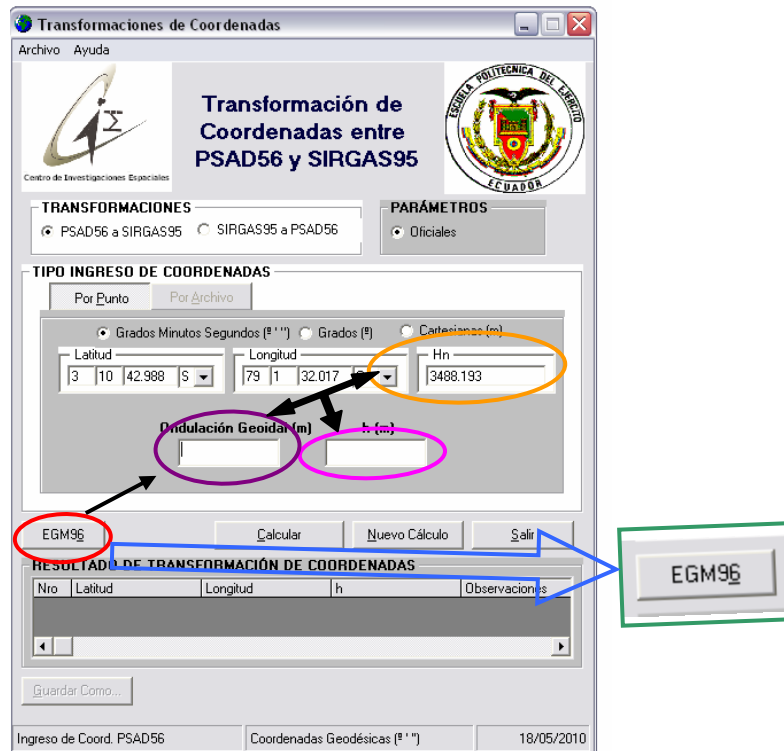 Transformaciones de Coordenadas
Archivo Ayuda
Transformación de
Coordenadas entre
PSAD56 y SIRGAS95
Centro de Investigaciones Espaciales
ESCUELA POLITECNICA DEL EJERCITO
ECUADOR
TRANSFORMACIONES
PSAD56 a SIRGAS95 SIRGAS95 a PSAD56
PARÁMETROS
Oficiales
TIPO INGRESO DE COORDENADAS
Por Punto Por Archivo
Grados Minutos Segundos (º ' '') Grados (º) Cartesianas (m)
Latitud Longitud Hn
3 10 42.988 S 79 1 32.017 3488.193
Ondulación Geoidal (m) h (m)
EGM96 Calcular Nuevo Cálculo Salir
EGM96
RESULTADO DE TRANSFORMACIÓN DE COORDENADAS
Nro Latitud Longitud h Observaciones
Guardar Como...
Ingreso de Coord. PSAD56 Coordenadas Geodésicas (º ' '') 18/05/2010